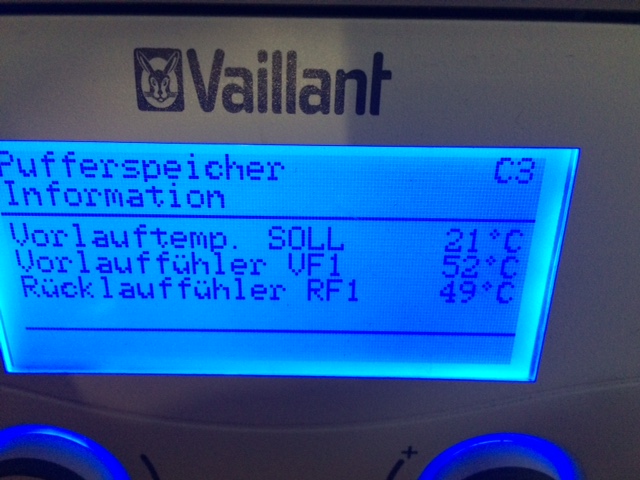 Vaillant
Pufferspeicher C3
Information
Vorlauftemp. SOLL 21°C
Vorlauffühler VF1 52°C
Rücklauffühler RF1 49°C
+